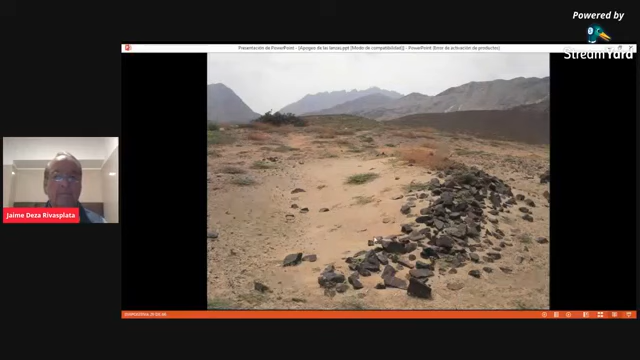 Powered by
StreamYard
Presentación de PowerPoint - [Apogeo de las lanzas.ppt [Modo de compatibilidad]] - PowerPoint (Error de activación de productos)
Jaime Deza Rivasplata